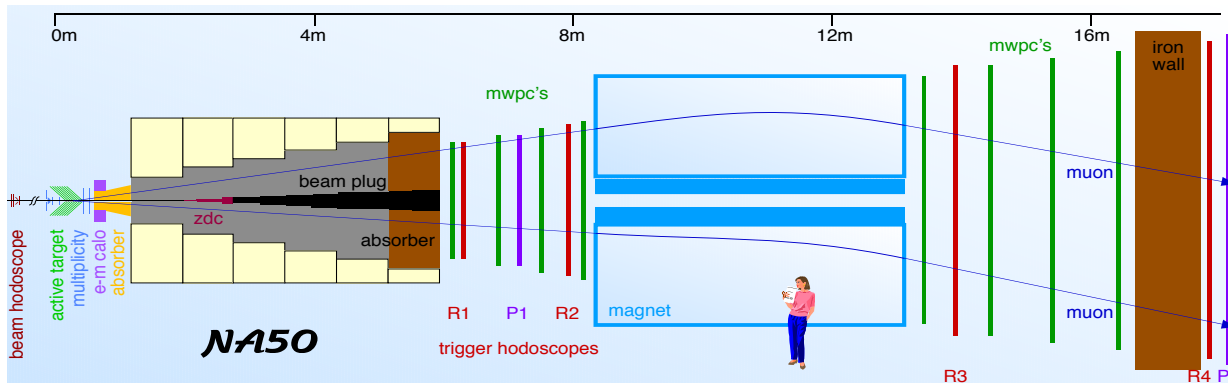 0m 4m 8m 12m 16m
mwpc's
mwpc's
iron
wall
beam plug
zdc
absorber
muon
muon
beam hodoscope
active target
multiplicity
e-m calo
absorber
R1 P1 R2
magnet
trigger hodoscopes
NA50
R3
R4 P